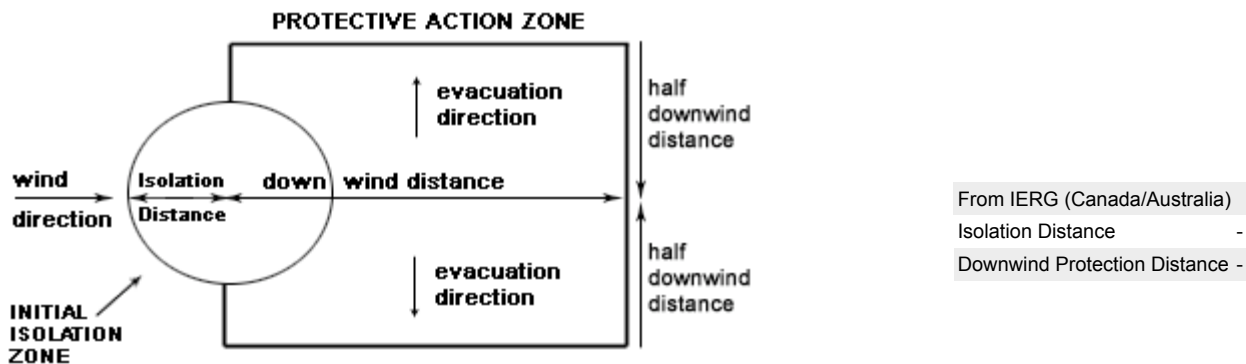 PROTECTIVE ACTION ZONE
evacuation
direction
half
downwind
distance
wind
direction
Isolation
Distance
down wind distance
evacuation
direction
half
downwind
distance
INITIAL
ISOLATION
ZONE
From IERG (Canada/Australia)
Isolation Distance -
Downwind Protection Distance -